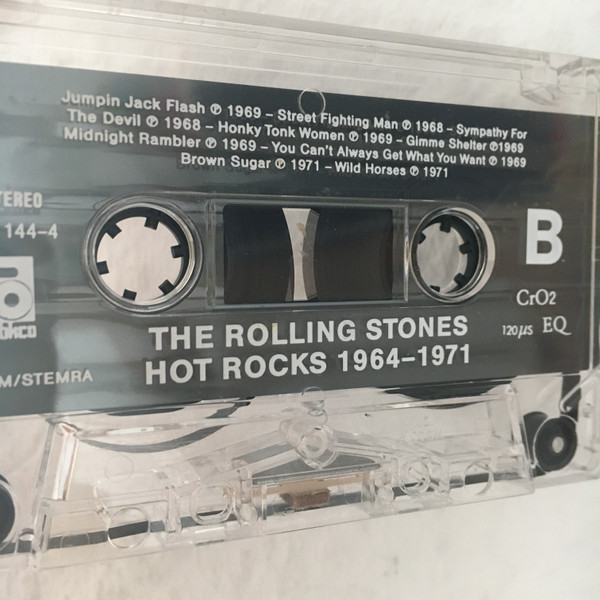 Jumpin Jack Flash ℗ 1969 – Street Fighting Man ℗ 1968 – Sympathy For
The Devil ℗ 1968 – Honky Tonk Women ℗ 1969 – Gimme Shelter ℗1969
Midnight Rambler ℗ 1969 – You Can't Always Get What You Want ℗ 1969
Brown Sugar ℗ 1971 – Wild Horses ℗ 1971
TEREO
144-4
B
CrO2
120 µs EQ
THE ROLLING STONES
HOT ROCKS 1964–1971
M/STEMRA